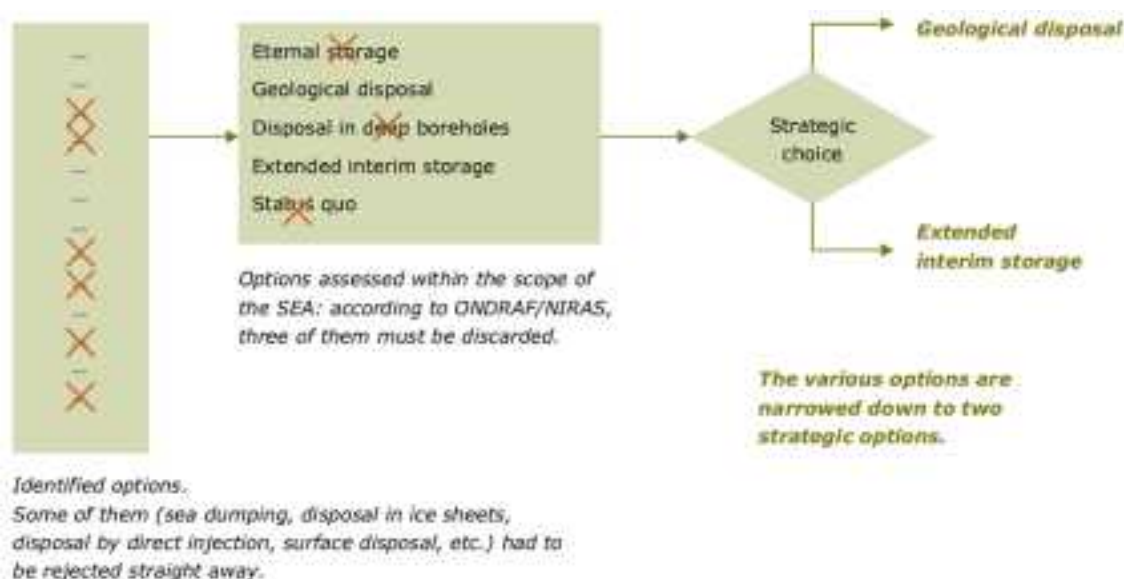 Eternal storage
Geological disposal
Disposal in deep boreholes
Extended interim storage
Status quo
Options assessed within the scope of
the SEA: according to ONDRAF/NIRAS,
three of them must be discarded.
Strategic
choice
Geological disposal
Extended
interim storage
The various options are
narrowed down to two
strategic options.
Identified options.
Some of them (sea dumping, disposal in ice sheets,
disposal by direct injection, surface disposal, etc.) had to
be rejected straight away.